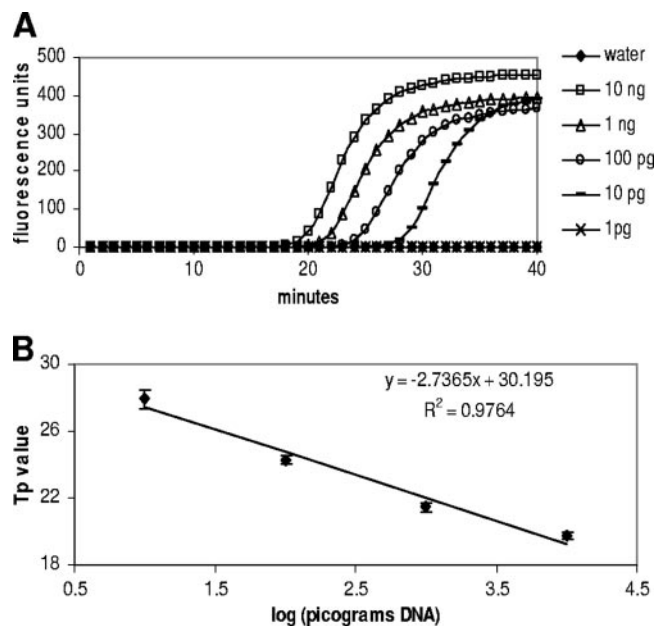 A
fluorescence units
500
400
300
200
100
0
0
10
20
30
40
minutes
water
10 ng
1 ng
100 pg
10 pg
1pg
B
Tp value
30
26
22
18
y = -2.7365x + 30.195
R² = 0.9764
0.5
1.5
2.5
3.5
4.5
log (picograms DNA)